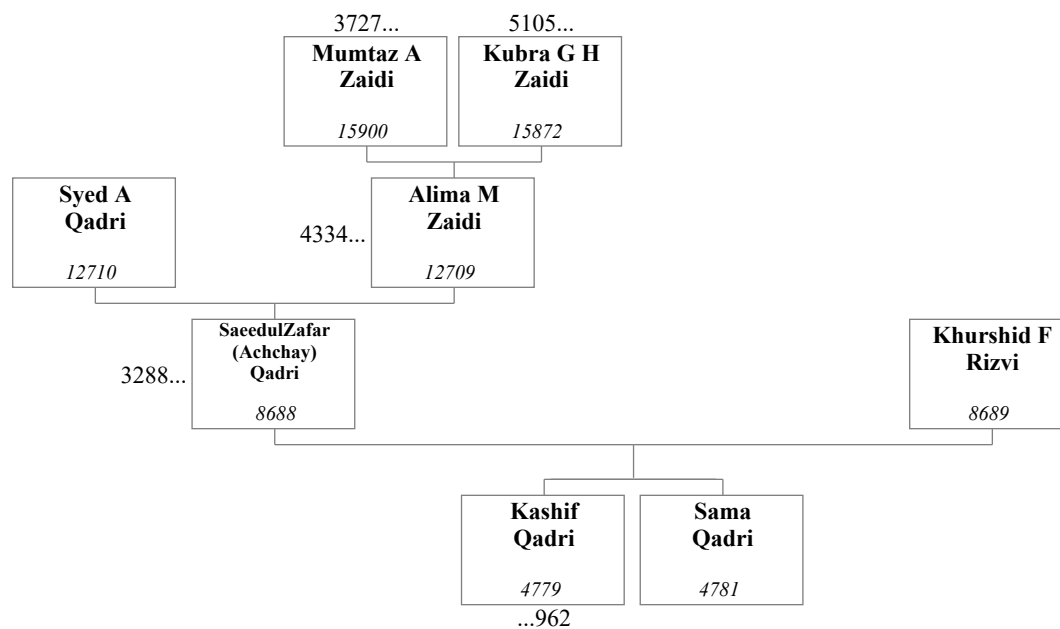 3727...
5105...
Mumtaz A
Zaidi
15900
Kubra G H
Zaidi
15872
Syed A
Qadri
12710
4334...
Alima M
Zaidi
12709
3288...
SaeedulZafar
(Achchay)
Qadri
8688
Khurshid F
Rizvi
8689
Kashif
Qadri
4779
Sama
Qadri
4781
...962